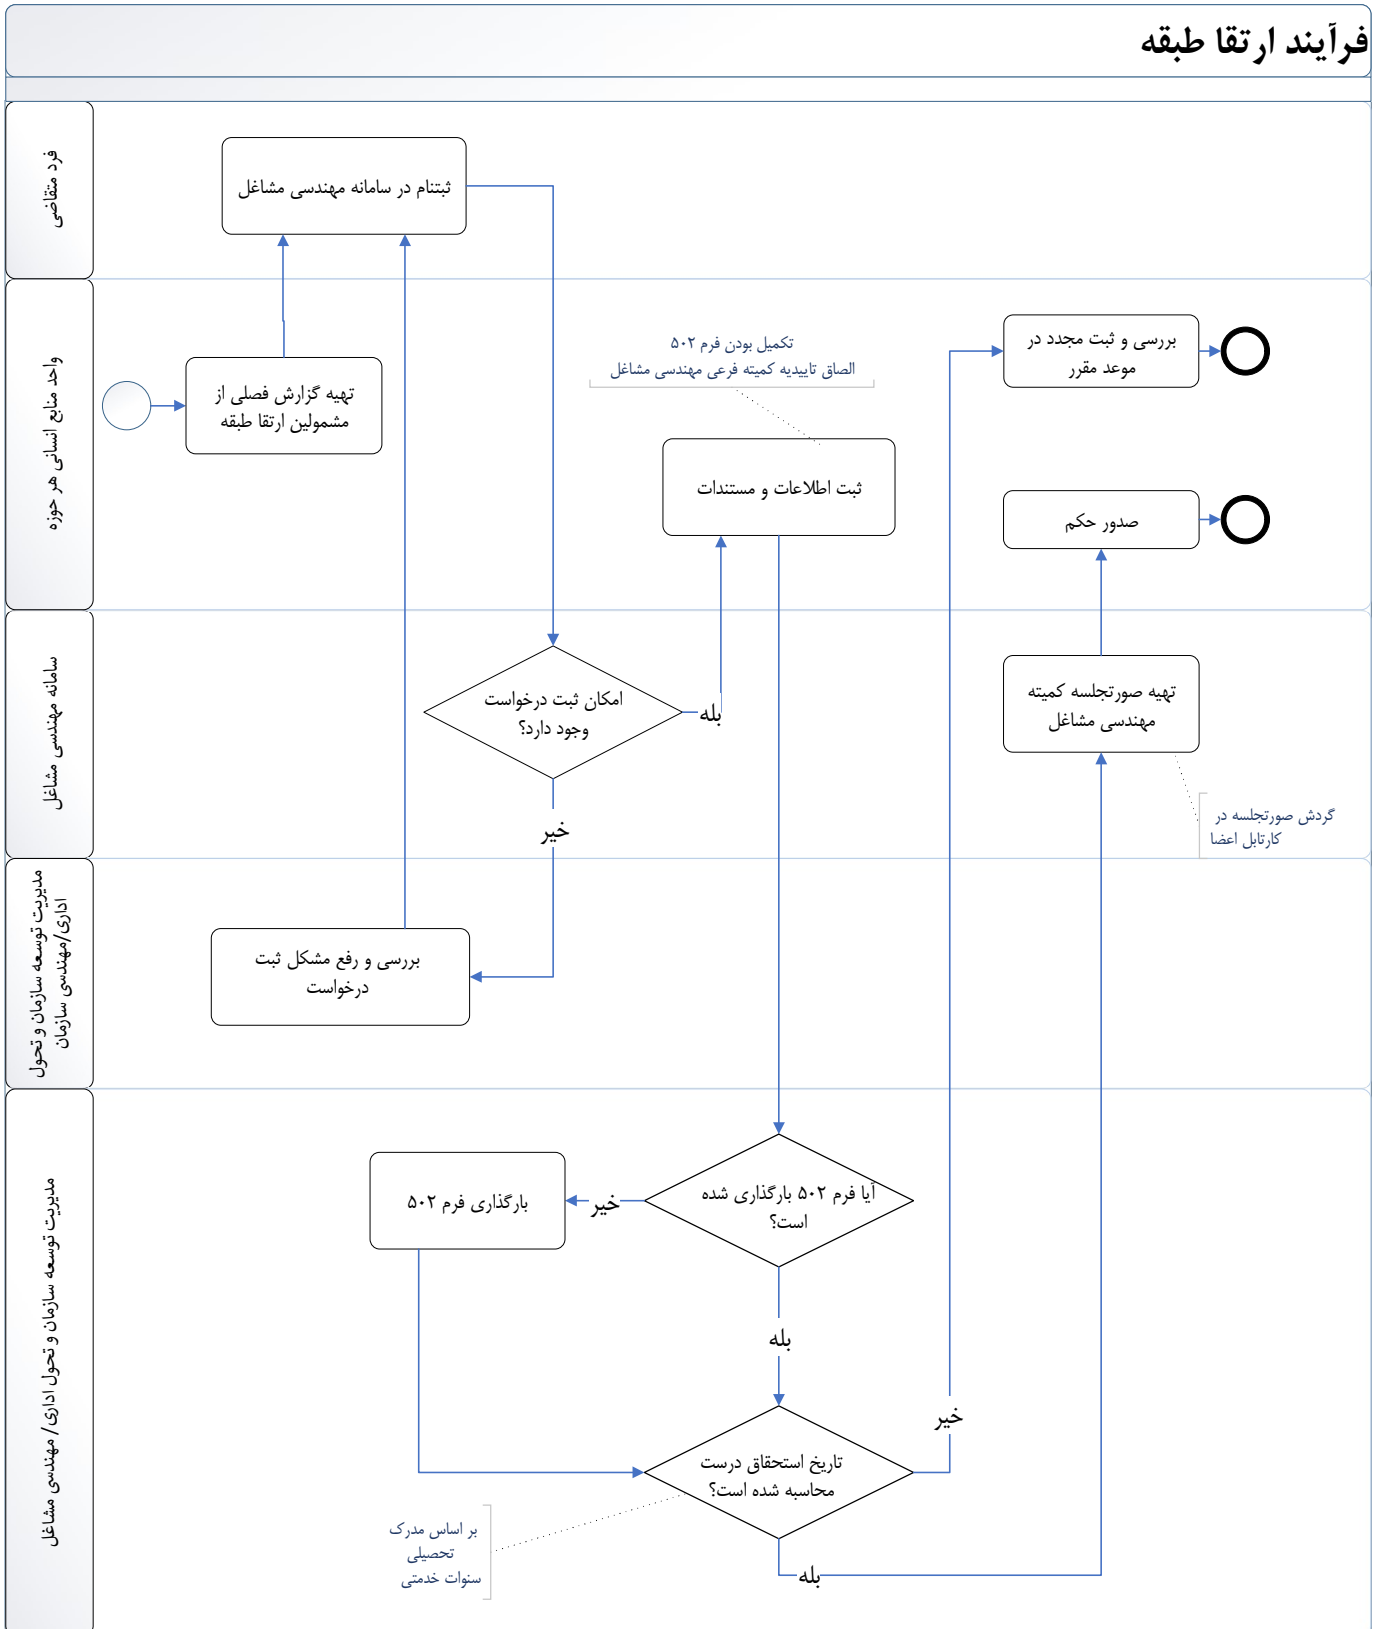 فرآیند ارتقا طبقه
فرد متقاضی
ثبتنام در سامانه مهندسی مشاغل
واحد منابع انسانی هر حوزه
تهیه گزارش فصلی از
مشمولین ارتقا طبقه
تکمیل بودن فرم ۵۰۲
الصاق تاییدیه کمیته فرعی مهندسی مشاغل
ثبت اطلاعات و مستندات
بررسی و ثبت مجدد در
موعد مقرر
صدور حکم
سامانه مهندسی مشاغل
امکان ثبت درخواست
وجود دارد؟
بله
خیر
تهیه صورتجلسه کمیته
مهندسی مشاغل
گردش صورتجلسه در
کارتابل اعضا
مدیریت توسعه سازمان و تحول
اداری/مهندسی سازمان
بررسی و رفع مشکل ثبت
درخواست
مدیریت توسعه سازمان و تحول اداری/ مهندسی مشاغل
آیا فرم ۵۰۲ بارگذاری شده
است؟
خیر
بارگذاری فرم ۵۰۲
بله
تاریخ استحقاق درست
محاسبه شده است؟
خیر
بله
بر اساس مدرک
تحصیلی
سنوات خدمتی